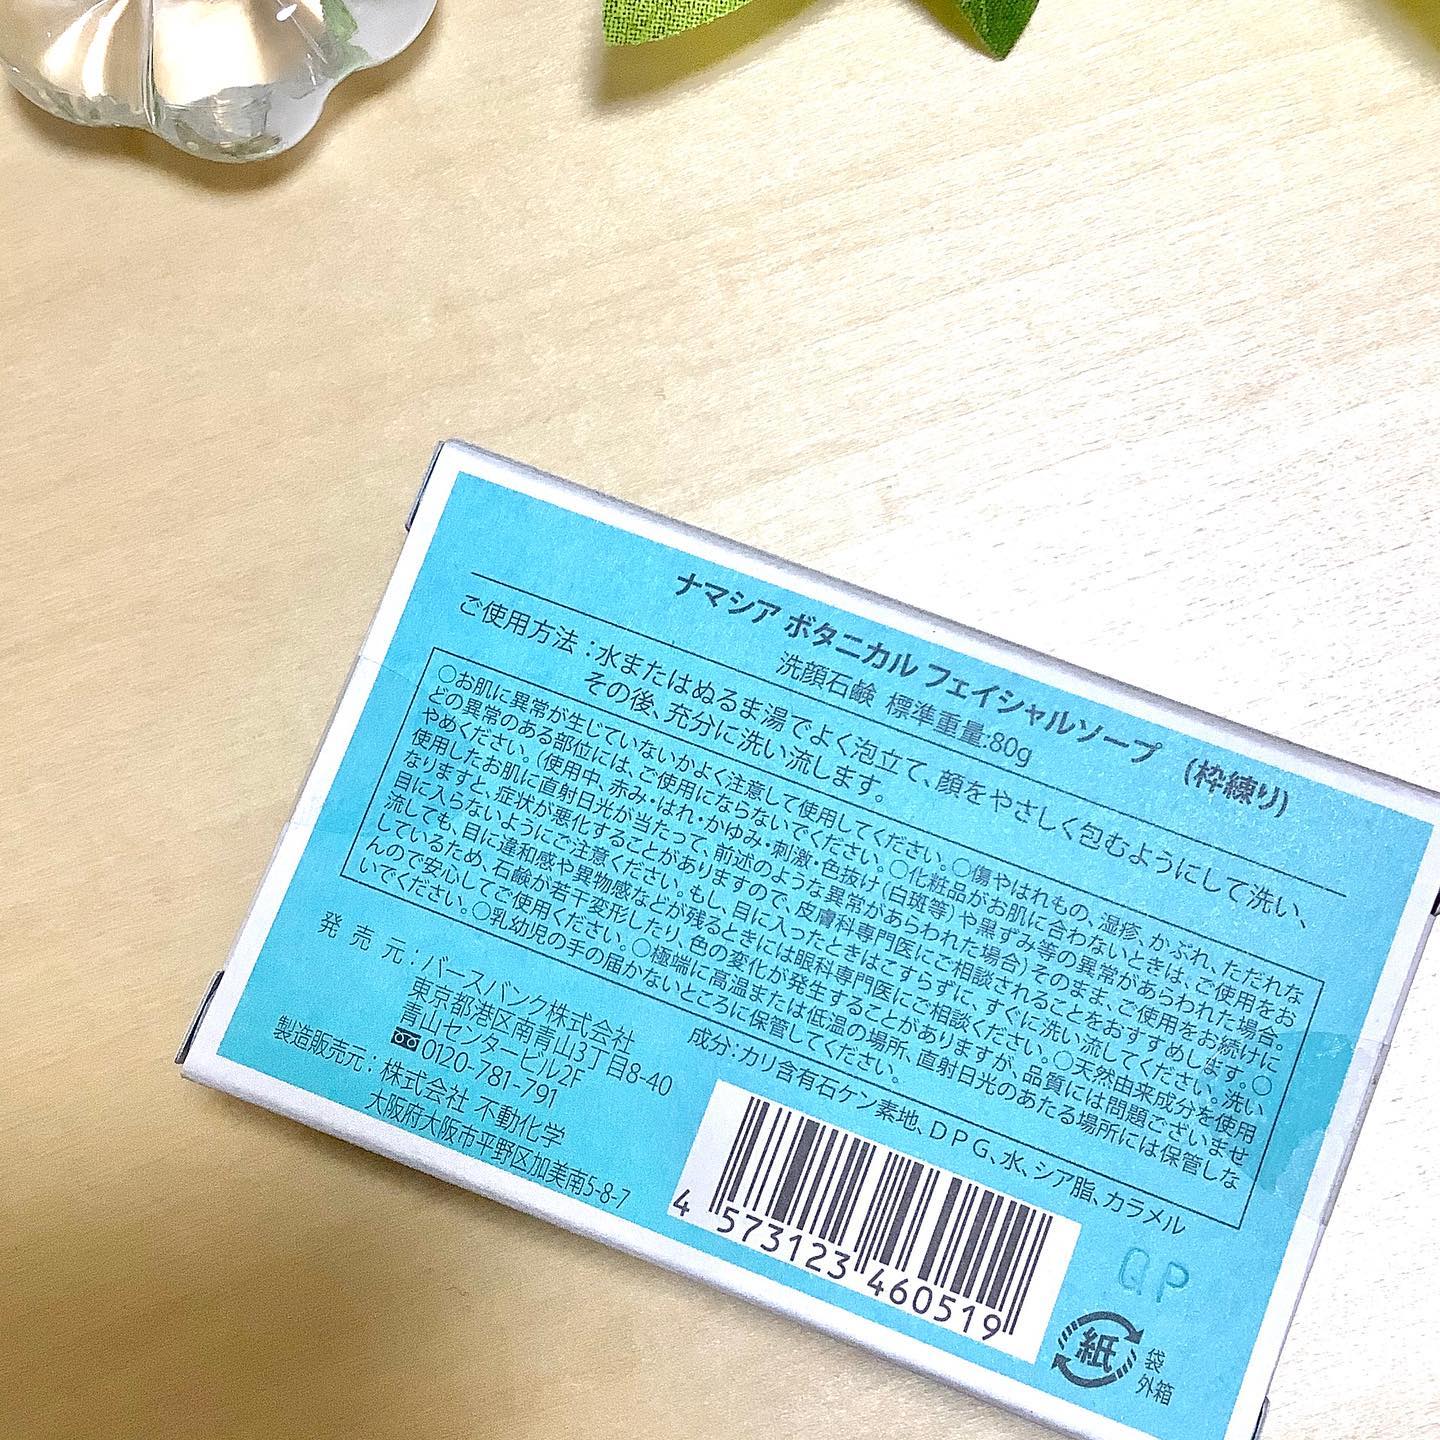 ナマシア ボタニカル フェイシャルソープ (枠練り)
洗顔石鹸 標準重量:80g
ご使用方法:水またはぬるま湯でよく泡立て、顔をやさしく包むようにして洗い、
その後、充分に洗い流します。
○お肌に異常が生じていないかよく注意して使用してください。○傷やはれもの、湿疹、かぶれ、ただれな
どの異常のある部位には、ご使用にならないでください。○化粧品がお肌に合わないときは、ご使用をお
やめください。(使用中、赤み・はれ・かゆみ・刺激・色抜け(白斑等)や黒ずみ等の異常があらわれた場合。
使用したお肌に直射日光が当たって、前述のような異常があらわれた場合)そのまま、ご使用をお続けに
なりますと、症状が悪化することがありますので、皮膚科専門医にご相談されることをおすすめします。○
目に入らないようにご注意ください。もし、目に入ったときはこすらずに、すぐに洗い流してください。洗い
流しても、目に違和感や異物感などが残るときには眼科専門医にご相談ください。○天然由来成分を使用
しているため、石鹸が若干変形したり、色の変化が発生することがありますが、品質には問題ございませ
んので安心してご使用ください。○極端に高温または低温の場所、直射日光のあたる場所には保管しな
いでください。○乳幼児の手の届かないところに保管してください。
成分:カリ含有石ケン素地、DPG、水、シア脂、カラメル
発売元:バースバンク株式会社
東京都港区南青山3丁目8-40
青山センタービル2F
0120-781-791
製造販売元:株式会社 不動化学
大阪府大阪市平野区加美南5-8-7
4 573123 460519
QP
紙
袋
外箱